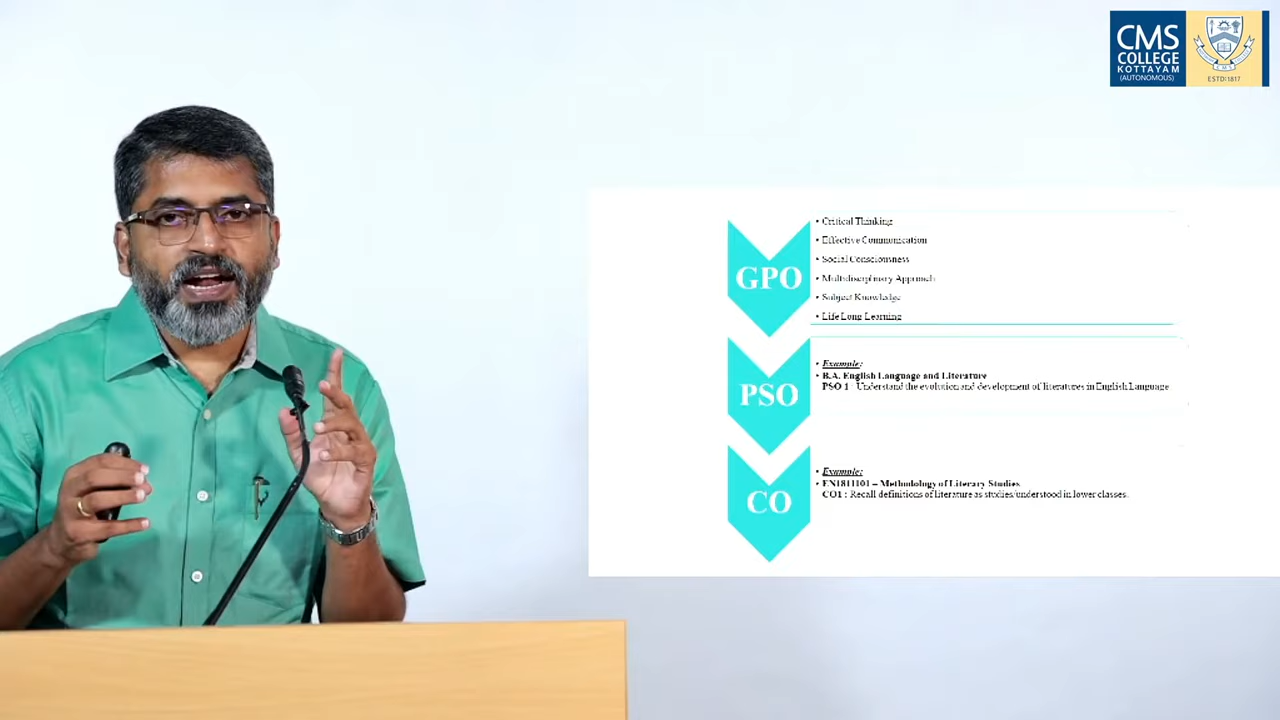 CMS
COLLEGE
KOTTAYAM
(AUTONOMOUS)
ESTD:1817
GPO
• Critical Thinking
• Effective Communication
• Social Consciousness
• Multidisciplinary Approach
• Subject Knowledge
• Life Long Learning
PSO
• Example:
• B.A. English Language and Literature
PSO 1 - Understand the evolution and development of literatures in English Language
CO
• Example:
• EN1811101 – Methodology of Literary Studies
CO1 : Recall definitions of literature as studies/understood in lower classes.